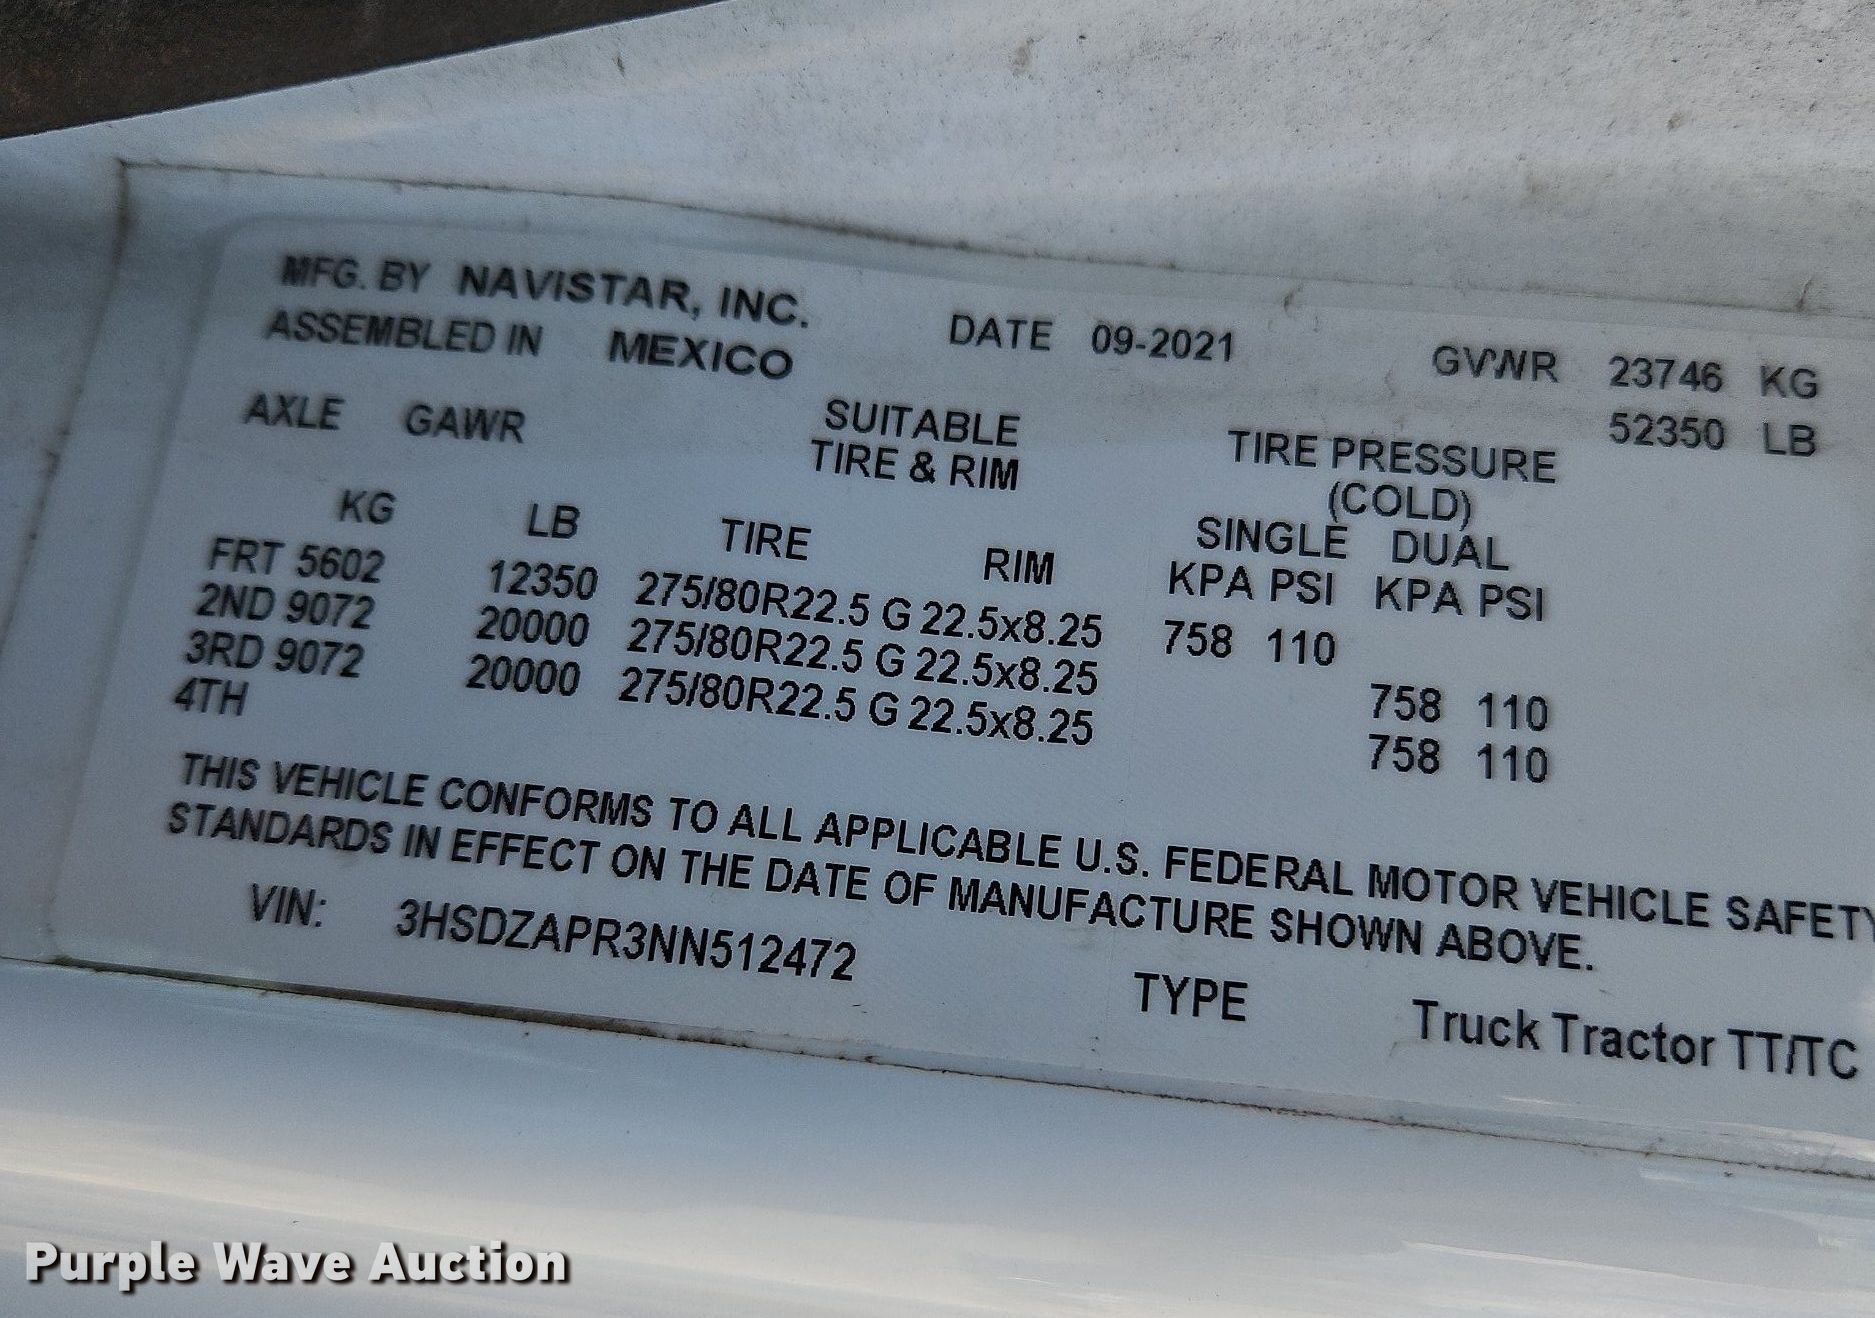 MFG. BY NAVISTAR, INC.
ASSEMBLED IN MEXICO
DATE 09-2021
GVWR 23746 KG
52350 LB
AXLE GAWR
SUITABLE
TIRE & RIM
TIRE PRESSURE
(COLD)
SINGLE DUAL
KG LB TIRE RIM KPA PSI KPA PSI
FRT 5602 12350 275/80R22.5 G 22.5x8.25 758 110
2ND 9072 20000 275/80R22.5 G 22.5x8.25 758 110
3RD 9072 20000 275/80R22.5 G 22.5x8.25 758 110
4TH
THIS VEHICLE CONFORMS TO ALL APPLICABLE U.S. FEDERAL MOTOR VEHICLE SAFETY
STANDARDS IN EFFECT ON THE DATE OF MANUFACTURE SHOWN ABOVE.
VIN: 3HSDZAPR3NN512472
TYPE Truck Tractor TT/TC
Purple Wave Auction